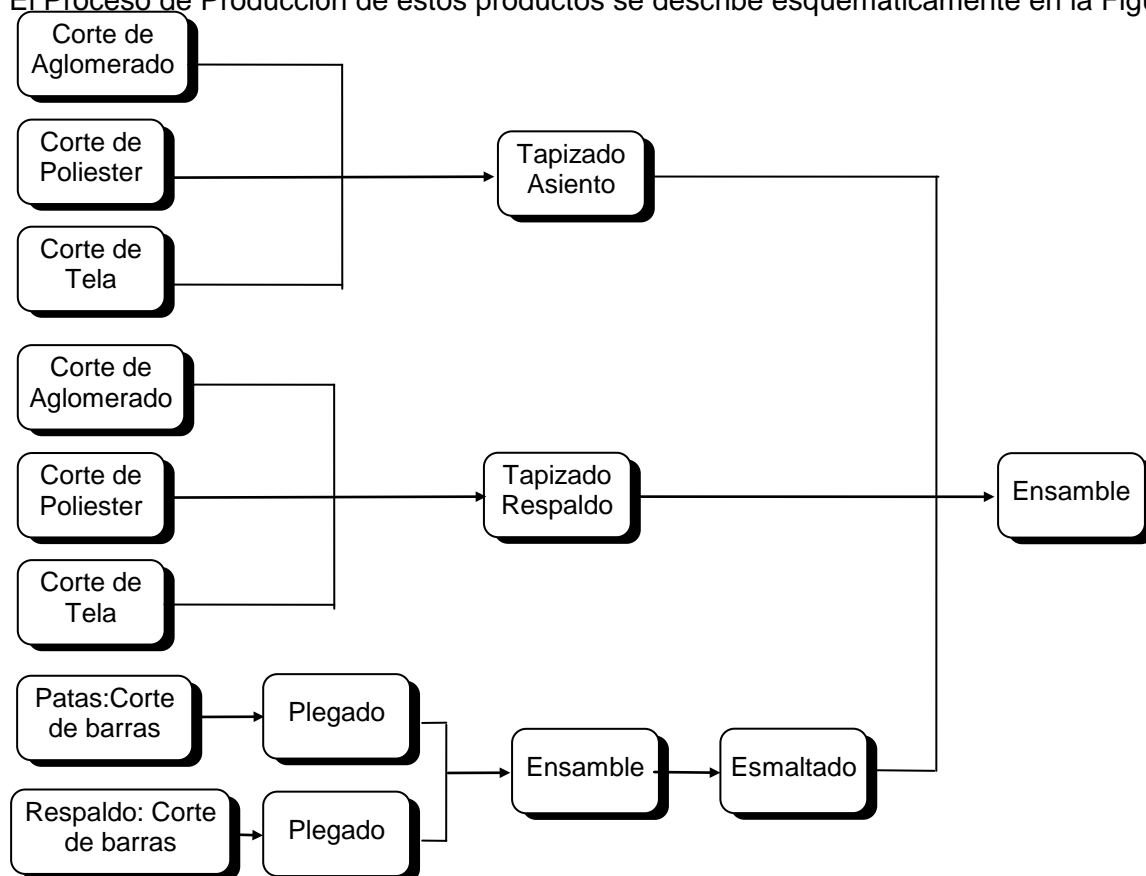 El Proceso de Producción de estos productos se describe esquemáticamente en la
Corte de
Aglomerado
Corte de
Poliester
Tapizado
Asiento
Corte de
Tela
Corte de
Aglomerado
Corte de
Poliester
Tapizado
Respaldo
Ensamble
Corte de
Tela
Patas:Corte
de barras
Plegado
Ensamble
Esmaltado
Respaldo: Corte
de barras
Plegado